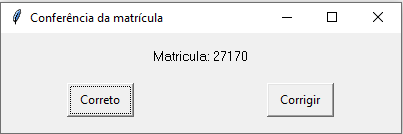 Conferência da matrícula
Matricula: 27170
Correto
Corrigir